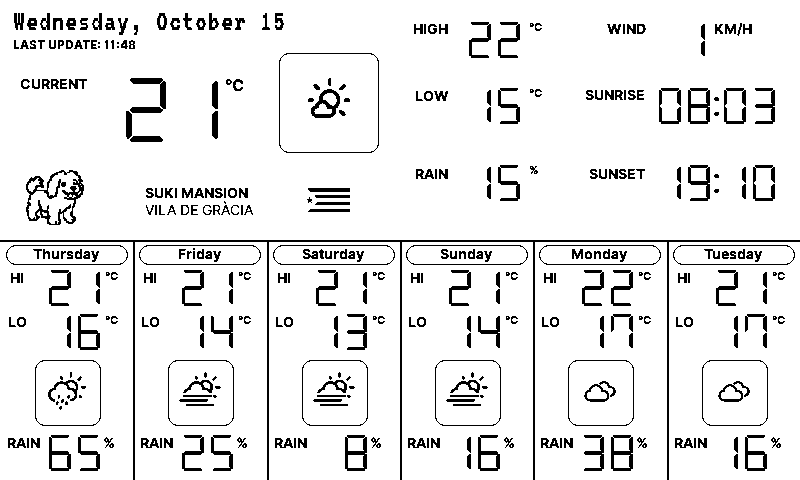 Wednesday, October 15
LAST UPDATE: 11:48
CURRENT 21 °C
HIGH 22 °C
WIND 1 KM/H
LOW 15 °C
SUNRISE 08:03
RAIN 15 %
SUNSET 19:10
SUKI MANSION
VILA DE GRÀCIA
Thursday
HI 21 °C
LO 16 °C
RAIN 65 %
Friday
HI 21 °C
LO 14 °C
RAIN 25 %
Saturday
HI 21 °C
LO 13 °C
RAIN 8 %
Sunday
HI 21 °C
LO 14 °C
RAIN 16 %
Monday
HI 22 °C
LO 17 °C
RAIN 38 %
Tuesday
HI 21 °C
LO 17 °C
RAIN 16 %